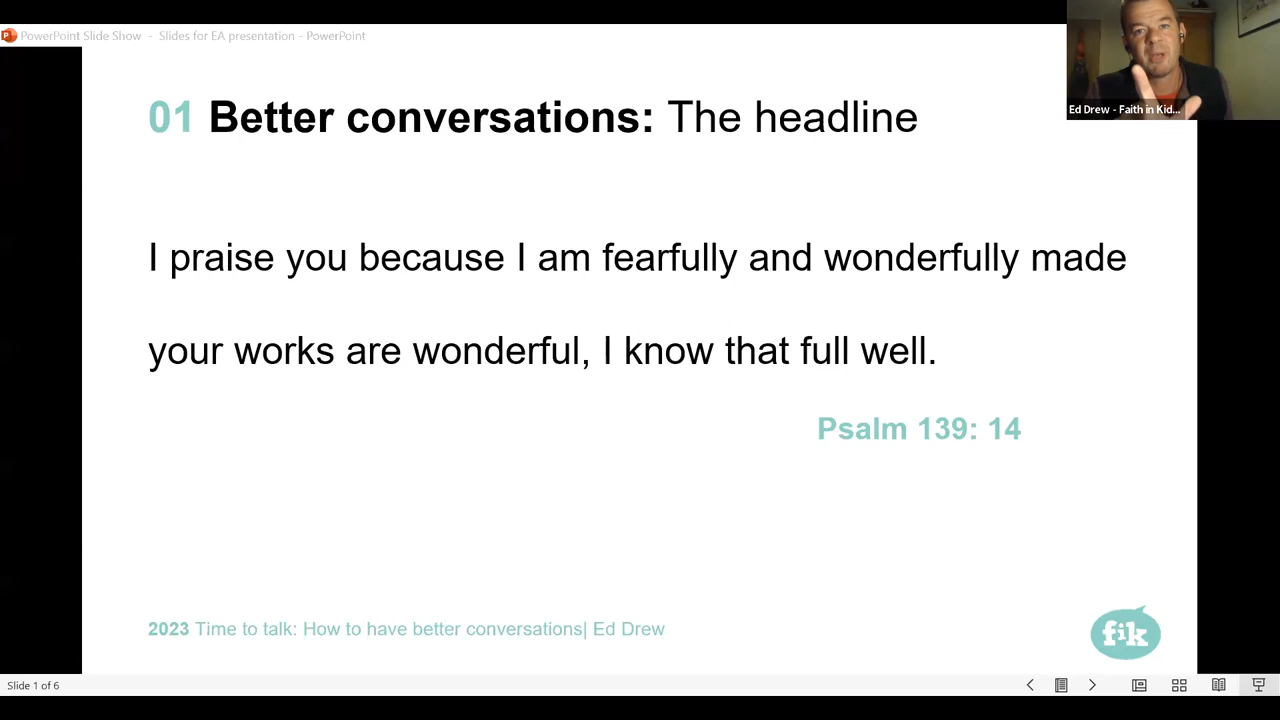 PowerPoint Slide Show - Slides for EA presentation - PowerPoint
Ed Drew - Faith in Kid...
01 Better conversations: The headline
I praise you because I am fearfully and wonderfully made
your works are wonderful, I know that full well.
Psalm 139: 14
2023 Time to talk: How to have better conversations| Ed Drew
fik
Slide 1 of 6